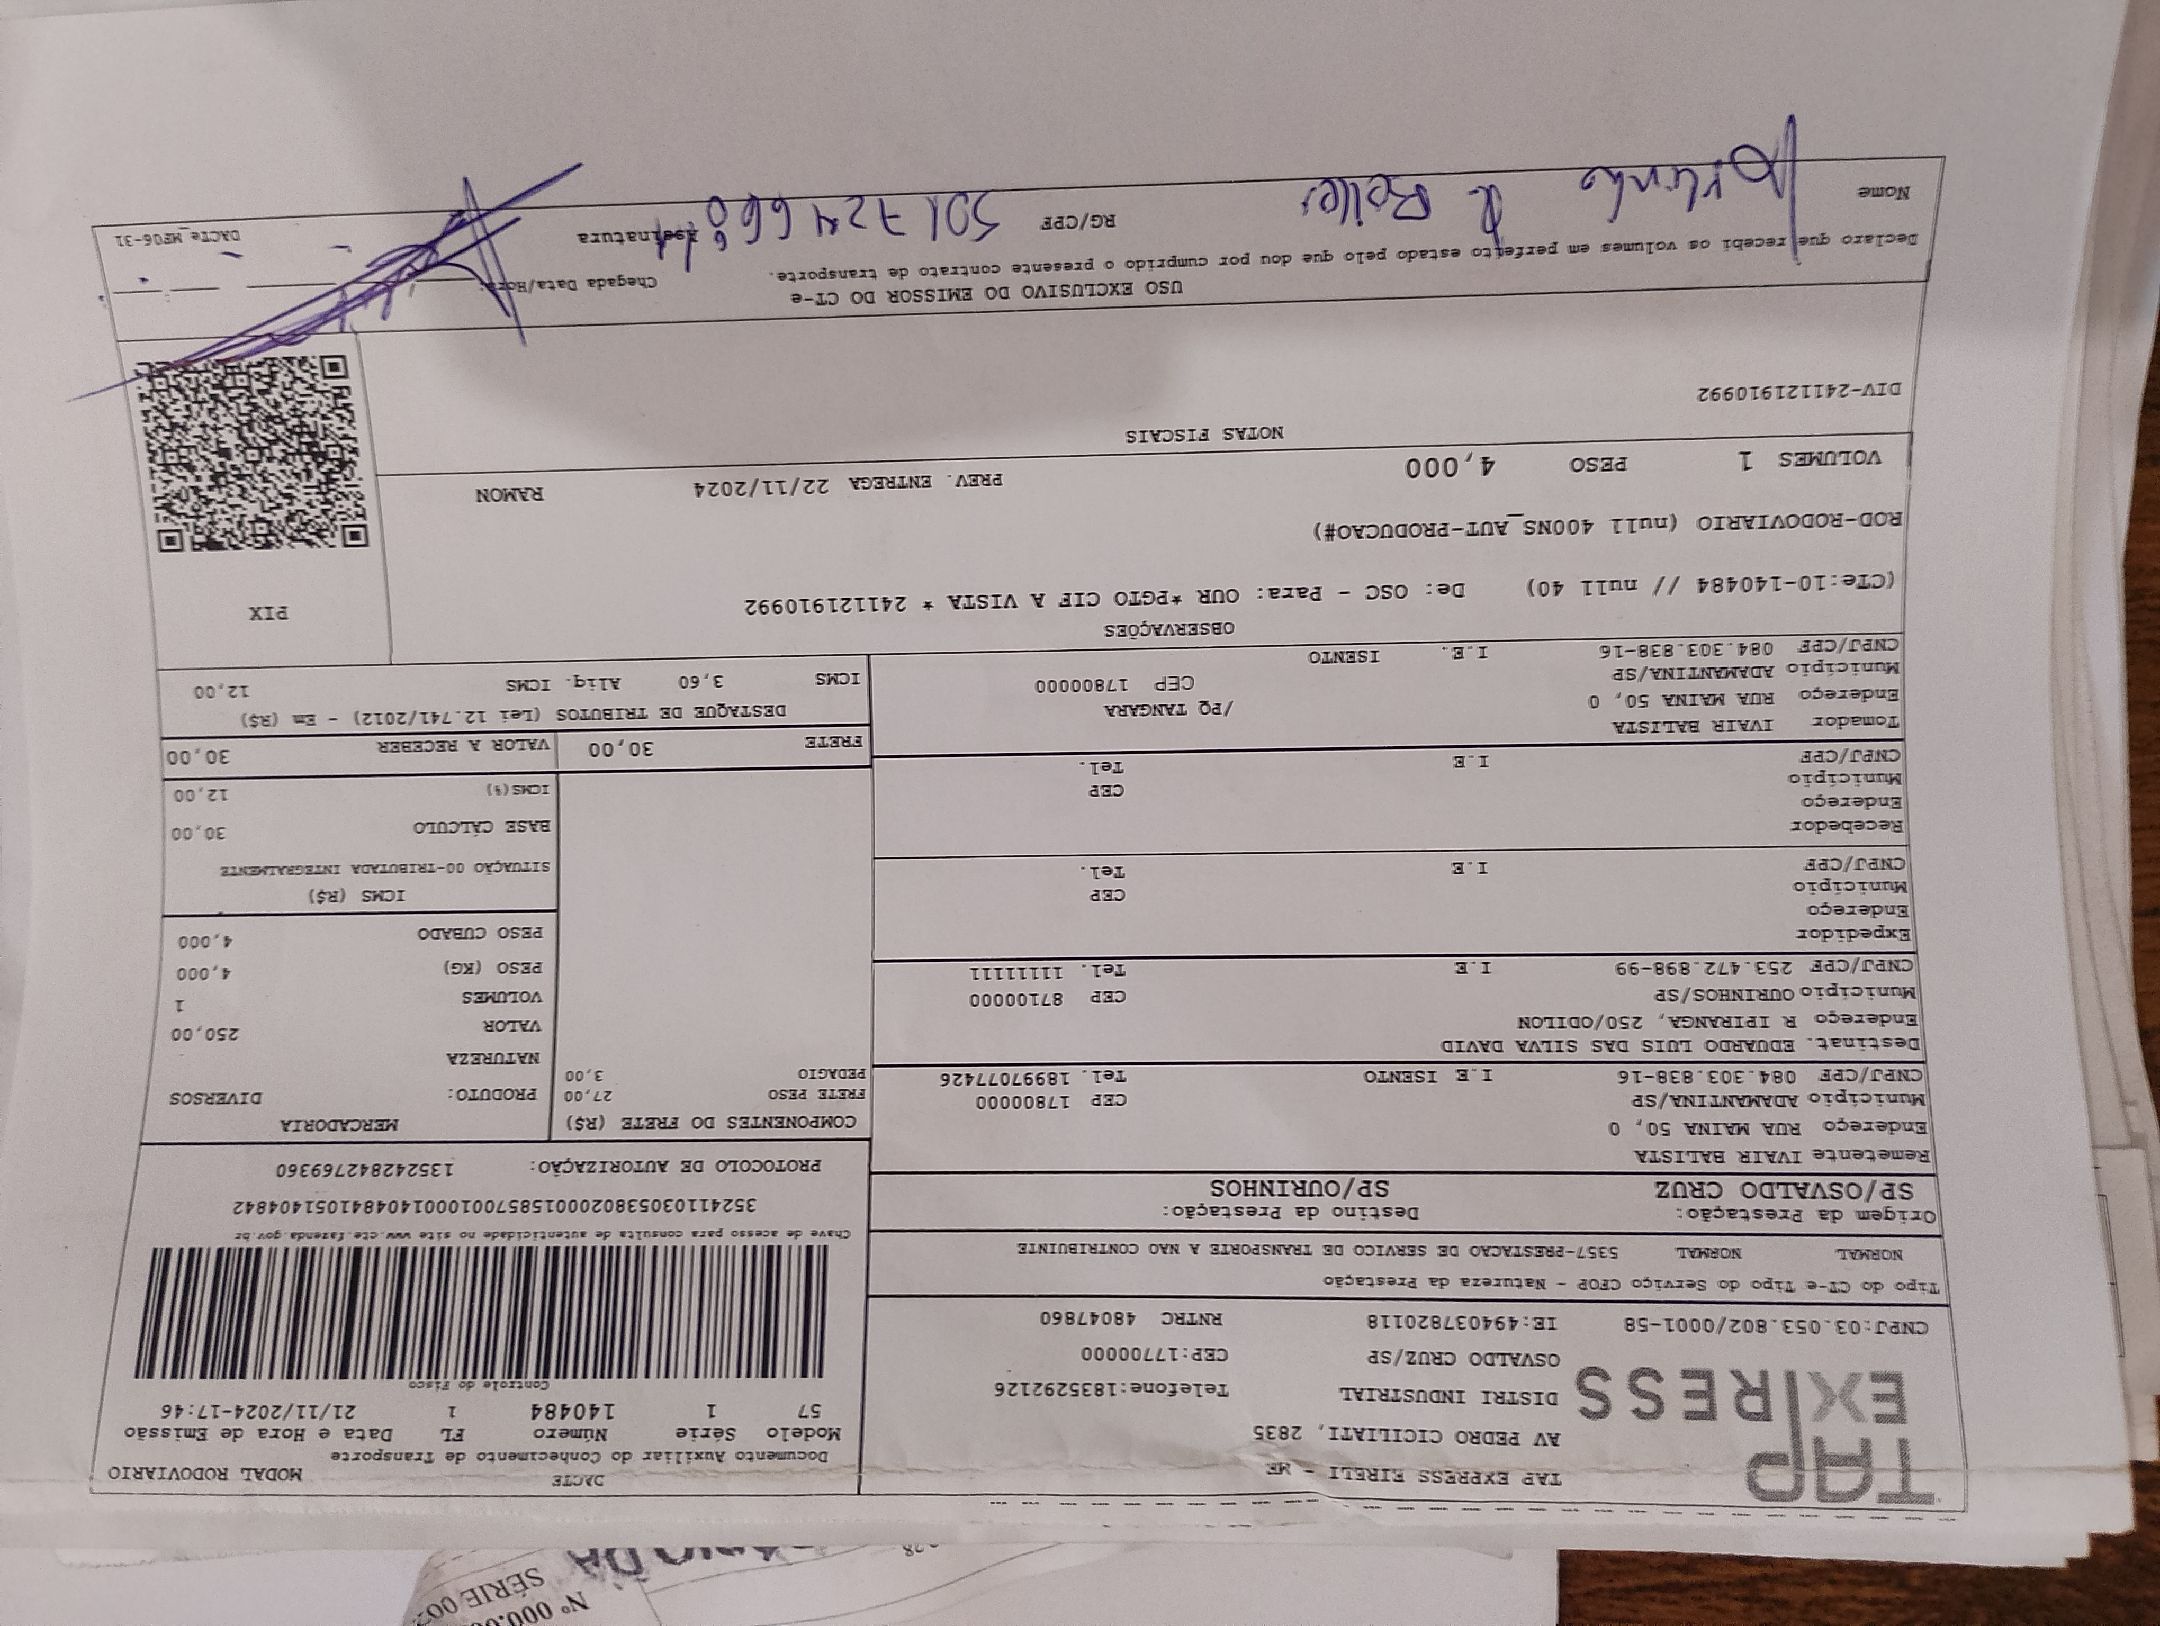 TAP EXPRESS
TAP EXPRESS EIRELI - ME
AV PEDRO CICILIATI, 2835
DISTRI INDUSTRIAL Telefone:1835292126
OSVALDO CRUZ/SP CEP:17700000
CNPJ:03.053.802/0001-58 IE:494037820118 RNTRC 48047860
DACTE MODAL RODOVIARIO
Documento Auxiliar do Conhecimento de Transporte
Modelo Série Número FL Data e Hora de Emissão
57 1 140484 1 21/11/2024-17:46
Controle do Fisco
Chave de acesso para consulta de autenticidade no site www.cte.fazenda.gov.br
35241103053802000158570010001404841051404842
PROTOCOLO DE AUTORIZAÇÃO: 135242842769360
Tipo do CT-e Tipo do Serviço CFOP - Natureza da Prestação
NORMAL NORMAL 5357-PRESTACAO DE SERVICO DE TRANSPORTE A NAO CONTRIBUINTE
Origem da Prestação: Destino da Prestação:
SP/OSVALDO CRUZ SP/OURINHOS
Remetente IVAIR BALISTA
Endereço RUA MAINA 50, 0
Município ADAMANTINA/SP CEP 17800000
CNPJ/CPF 084.303.838-16 I.E ISENTO Tel. 18997077426
Destinat. EDUARDO LUIS DAS SILVA DAVID
Endereço R IPIRANGA, 250/ODILON
Município OURINHOS/SP CEP 87100000
CNPJ/CPF 253.472.898-99 I.E Tel. 11111111
Expedidor
Endereço
Município CEP
CNPJ/CPF I.E Tel.
Recebedor
Endereço
Município CEP
CNPJ/CPF I.E Tel.
Tomador IVAIR BALISTA
Endereço RUA MAINA 50, 0 /PQ TANGARA
Município ADAMANTINA/SP CEP 17800000
CNPJ/CPF 084.303.838-16 I.E. ISENTO
COMPONENTES DO FRETE (R$)
FRETE PESO 27,00
PEDAGIO 3,00
MERCADORIA
PRODUTO: DIVERSOS
NATUREZA
VALOR 250,00
VOLUMES 1
PESO (KG) 4,000
PESO CUBADO 4,000
ICMS (R$)
SITUAÇÃO 00-TRIBUTADA INTEGRALMENTE
BASE CÁLCULO 30,00
ICMS(%) 12,00
FRETE 30,00 VALOR A RECEBER 30,00
DESTAQUE DE TRIBUTOS (Lei 12.741/2012) - Em (R$)
ICMS 3,60 Aliq. ICMS 12,00
OBSERVAÇÕES
(CTe:10-140484 // null 40) De: OSC - Para: OUR *PGTO CIF A VISTA * 241121910992
ROD-RODOVIARIO (null 400NS_AUT-PRODUCAO#)
PIX
VOLUMES 1 PESO 4,000 PREV. ENTREGA 22/11/2024 RAMON
NOTAS FISCAIS
DIV-241121910992
USO EXCLUSIVO DO EMISSOR DO CT-e
Declaro que recebi os volumes em perfeito estado pelo que dou por cumprido o presente contrato de transporte.
Chegada Data/Hora:
Nome RG/CPF Assinatura
DACTe_MP06-31
Nº 000.0
SÉRIE 002